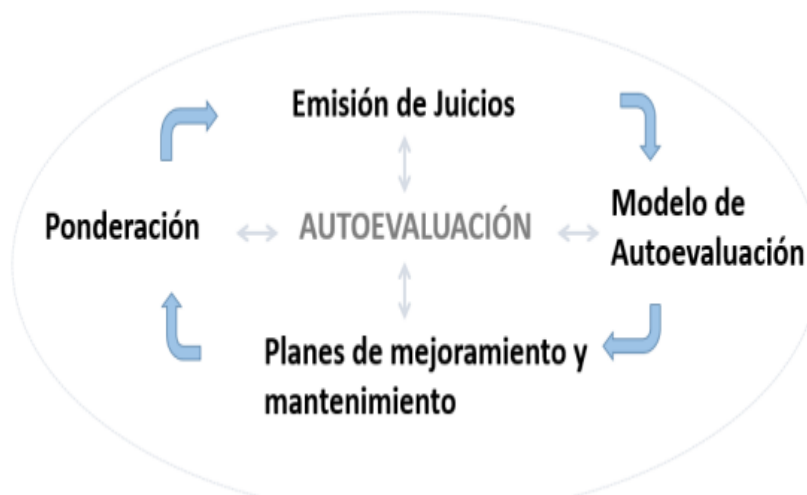 Emisión de Juicios
Ponderación
AUTOEVALUACIÓN
Modelo de
Autoevaluación
Planes de mejoramiento y
mantenimiento